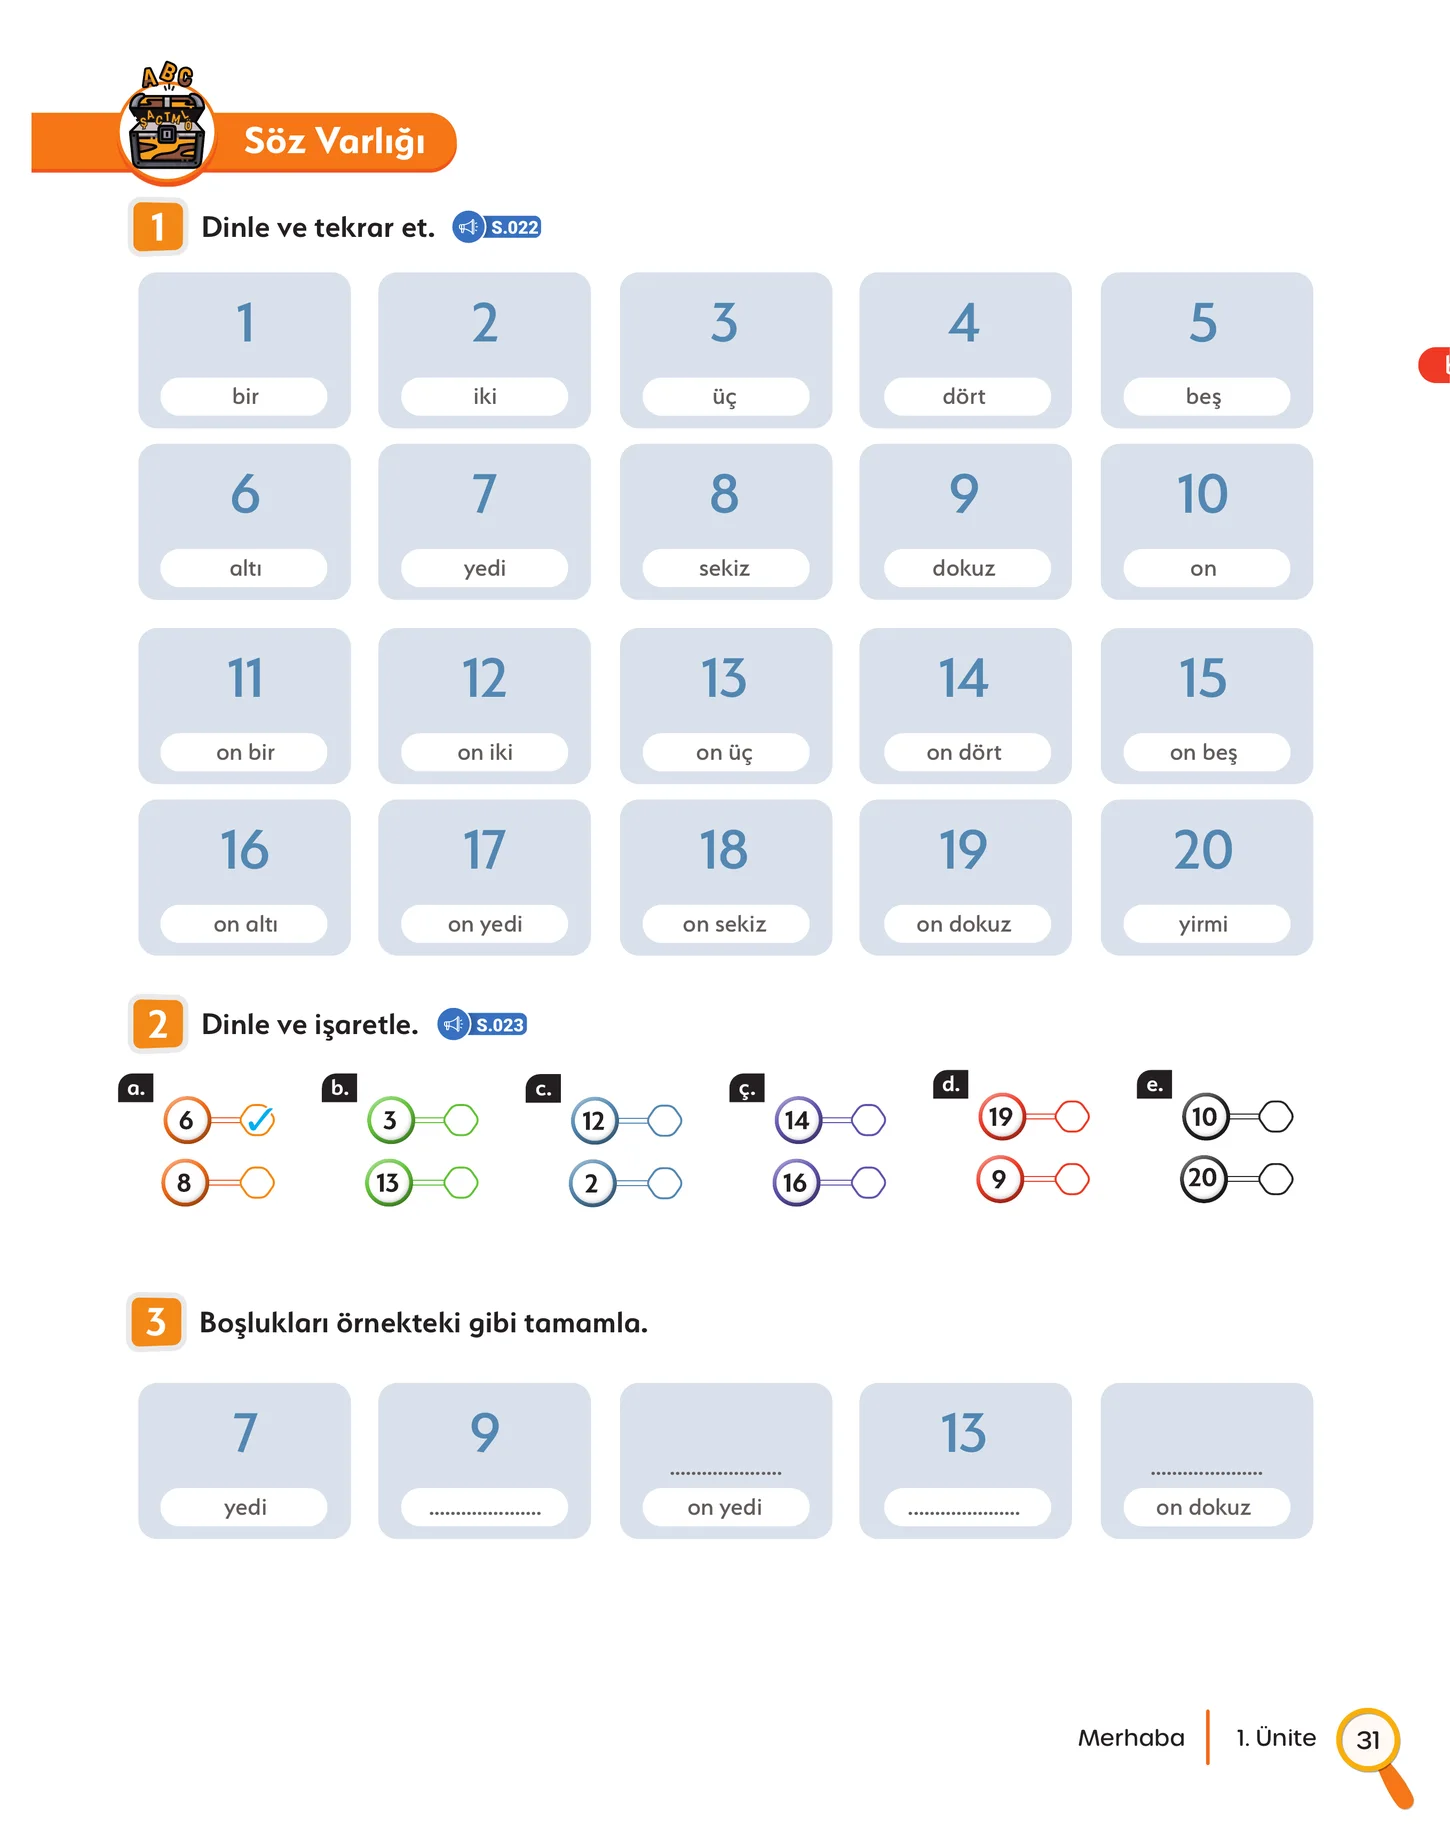 ABC
Söz Varlığı
1 Dinle ve tekrar et. S.022
1 2 3 4 5
bir iki üç dört beş
6 7 8 9 10
altı yedi sekiz dokuz on
11 12 13 14 15
on bir on iki on üç on dört on beş
16 17 18 19 20
on altı on yedi on sekiz on dokuz yirmi
2 Dinle ve işaretle. S.023
a. b. c. ç. d. e.
6 3 12 14 19 10
8 13 2 16 9 20
3 Boşlukları örnekteki gibi tamamla.
7 9 ..................... 13 .....................
yedi ..................... on yedi ..................... on dokuz
Merhaba 1. Ünite 31